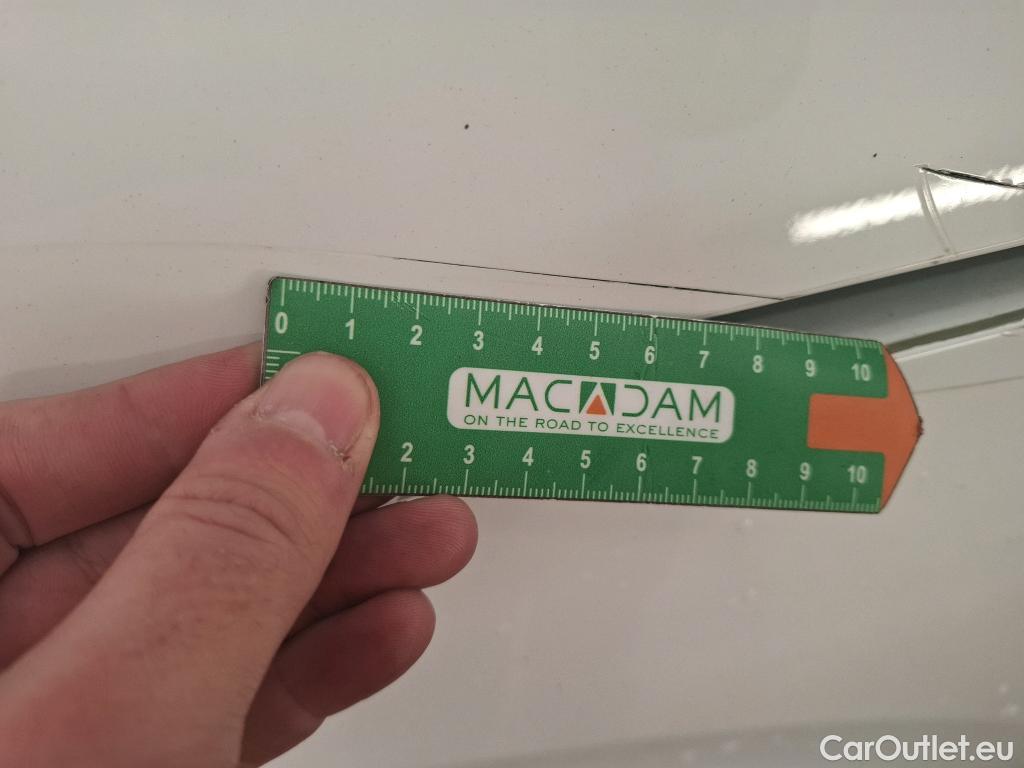 0 1 2 3 4 5 6 7 8 9 10
MACADAM
ON THE ROAD TO EXCELLENCE
2 3 4 5 6 7 8 9 10
CarOutlet.eu